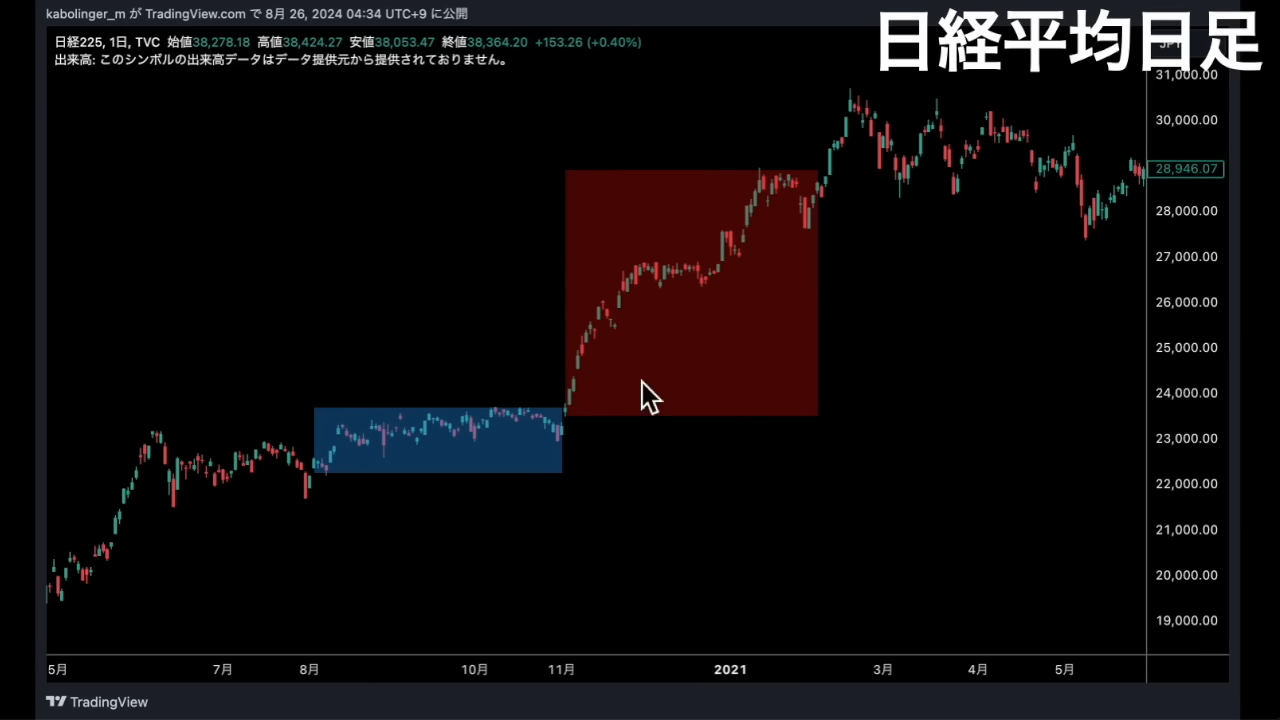 kabolinger_m が TradingView.com で 8月 26, 2024 04:34 UTC+9 に公開
日経平均日足
日経225, 1日, TVC 始値38,278.18 高値38,424.27 安値38,053.47 終値38,364.20 +153.26 (+0.40%)
出来高: このシンボルの出来高データはデータ提供元から提供されておりません。
31,000.00
30,000.00
28,946.07
28,000.00
27,000.00
26,000.00
25,000.00
24,000.00
23,000.00
22,000.00
21,000.00
20,000.00
19,000.00
5月 7月 8月 10月 11月 2021 3月 4月 5月
TradingView